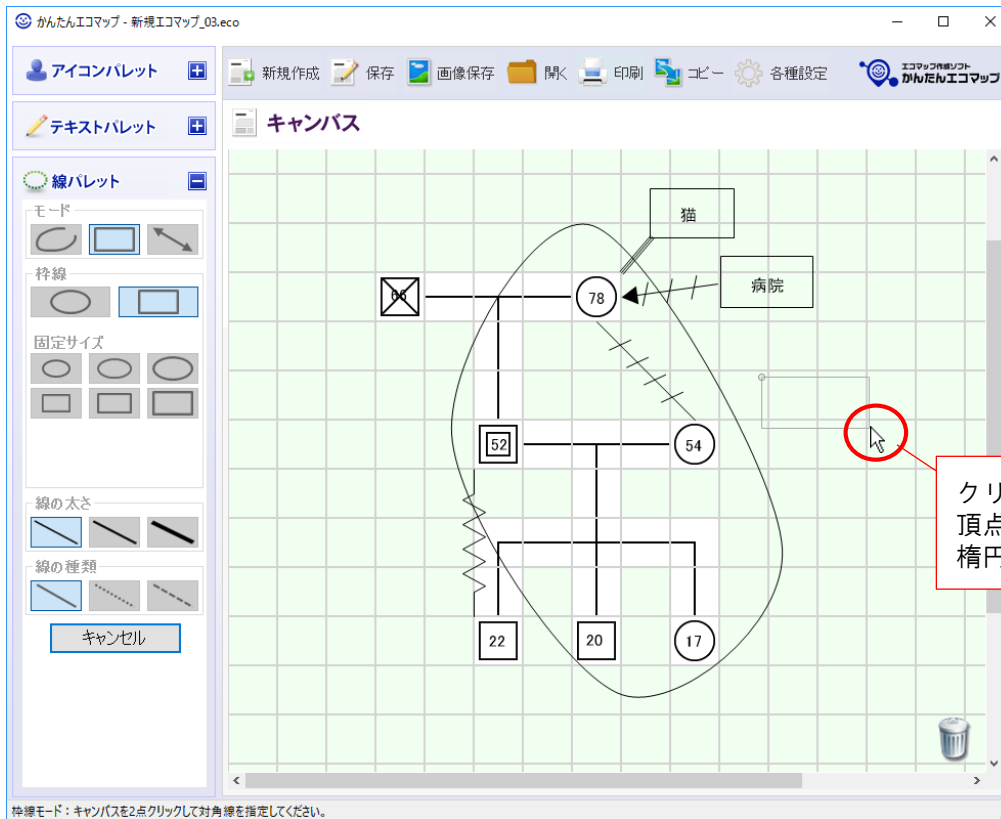 かんたんエコマップ - 新規エコマップ_03.eco
アイコンパレット
新規作成 保存 画像保存 開く 印刷 コピー 各種設定
エコマップ作成ソフト
かんたんエコマップ
テキストパレット
キャンバス
線パレット
モード
枠線
固定サイズ
線の太さ
線の種類
キャンセル
猫
病院
66
78
52
54
22
20
17
クリ
頂点
楕円
枠線モード：キャンバスを2点クリックして対角線を指定してください。